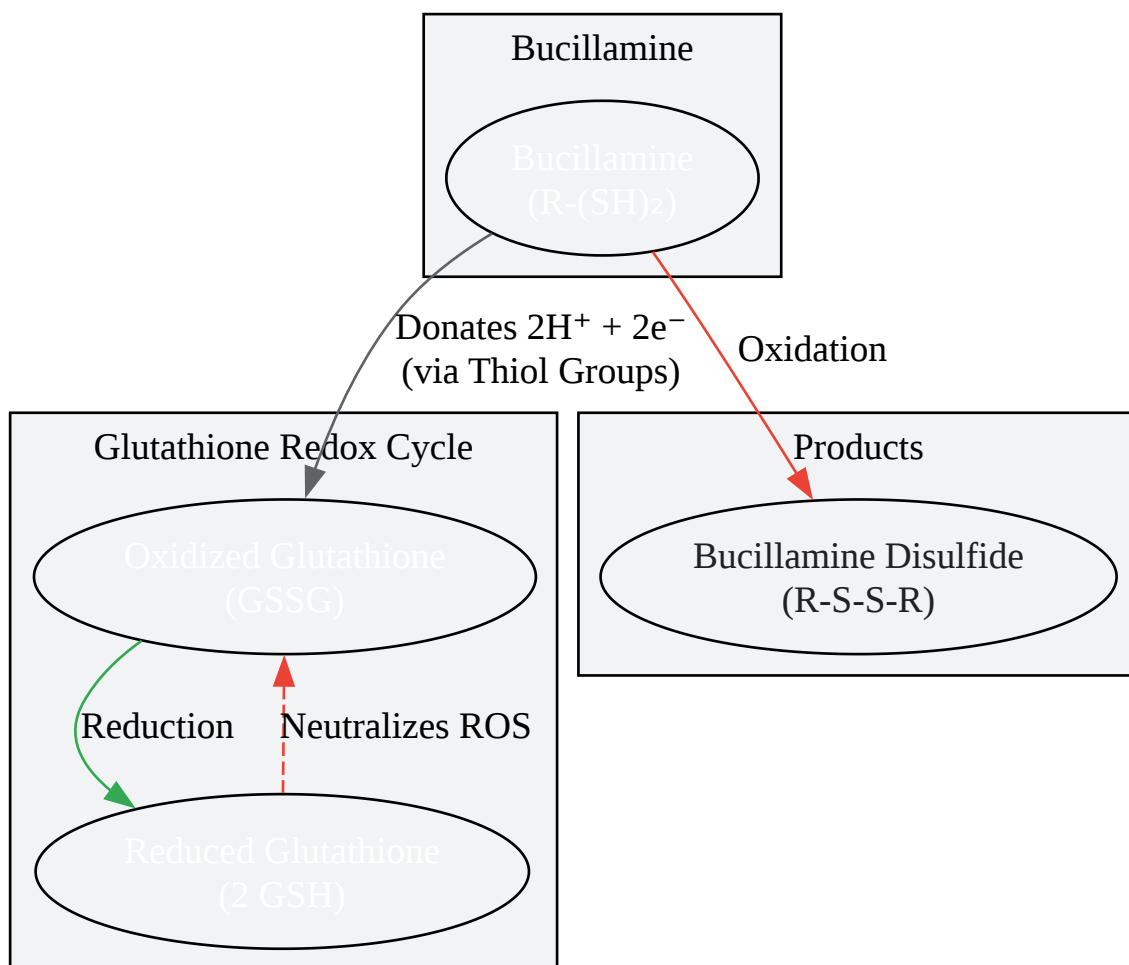 Bucillamine
Bucillamine
(R-(SH)₂)
Donates 2H⁺ + 2e⁻
(via Thiol Groups)
Oxidation
Glutathione Redox Cycle
Products
Oxidized Glutathione
(GSSG)
Bucillamine Disulfide
(R-S-S-R)
Reduction
Neutralizes ROS
Reduced Glutathione
(2 GSH)